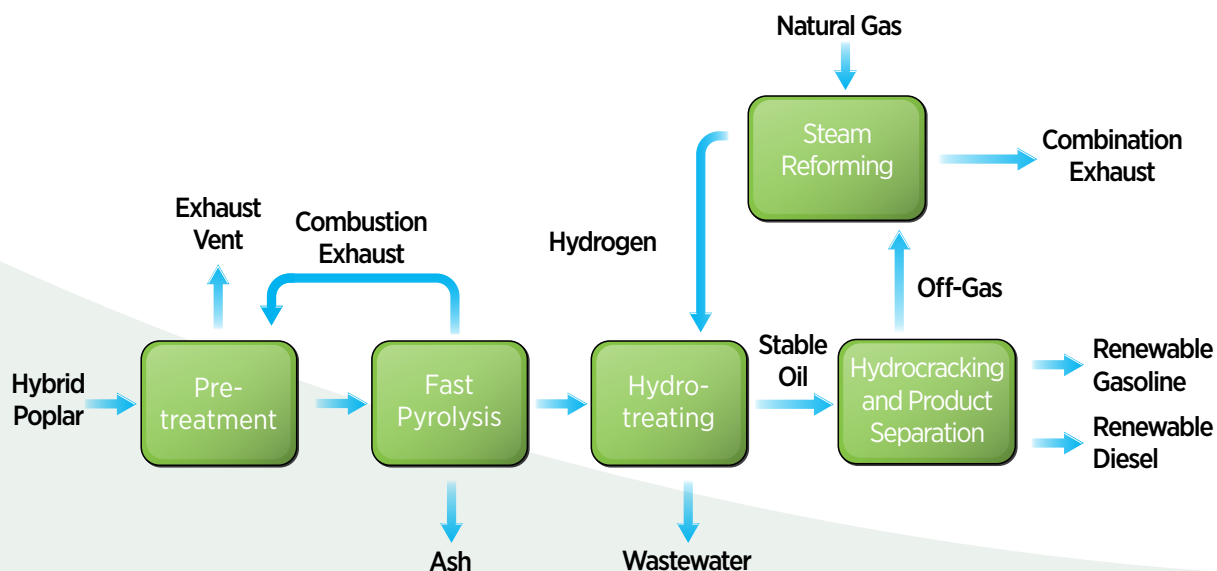 Natural Gas
Steam
Reforming
Combination
Exhaust
Exhaust
Vent
Combustion
Exhaust
Hydrogen
Off-Gas
Hybrid
Poplar
Pre-
treatment
Fast
Pyrolysis
Hydro-
treating
Stable
Oil
Hydrocracking
and Product
Separation
Renewable
Gasoline
Renewable
Diesel
Ash
Wastewater